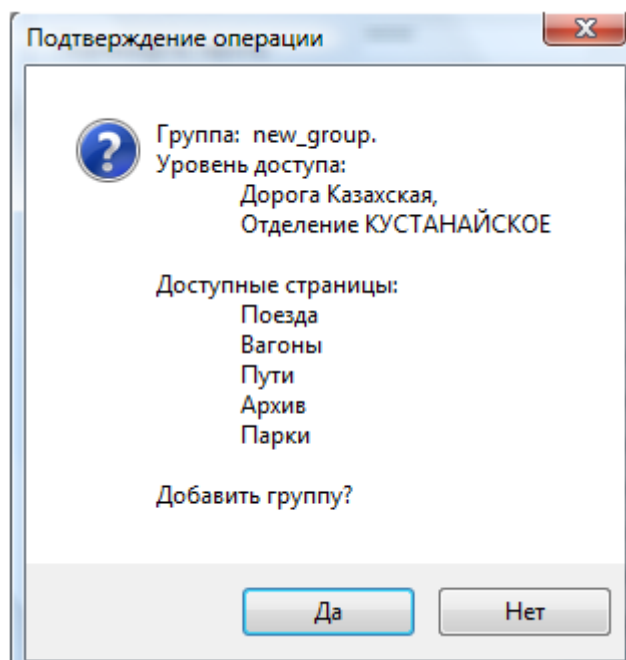 Подтверждение операции
Группа: new_group.
Уровень доступа:
Дорога Казахская,
Отделение КУСТАНАЙСКОЕ
Доступные страницы:
Поезда
Вагоны
Пути
Архив
Парки
Добавить группу?
Да
Нет